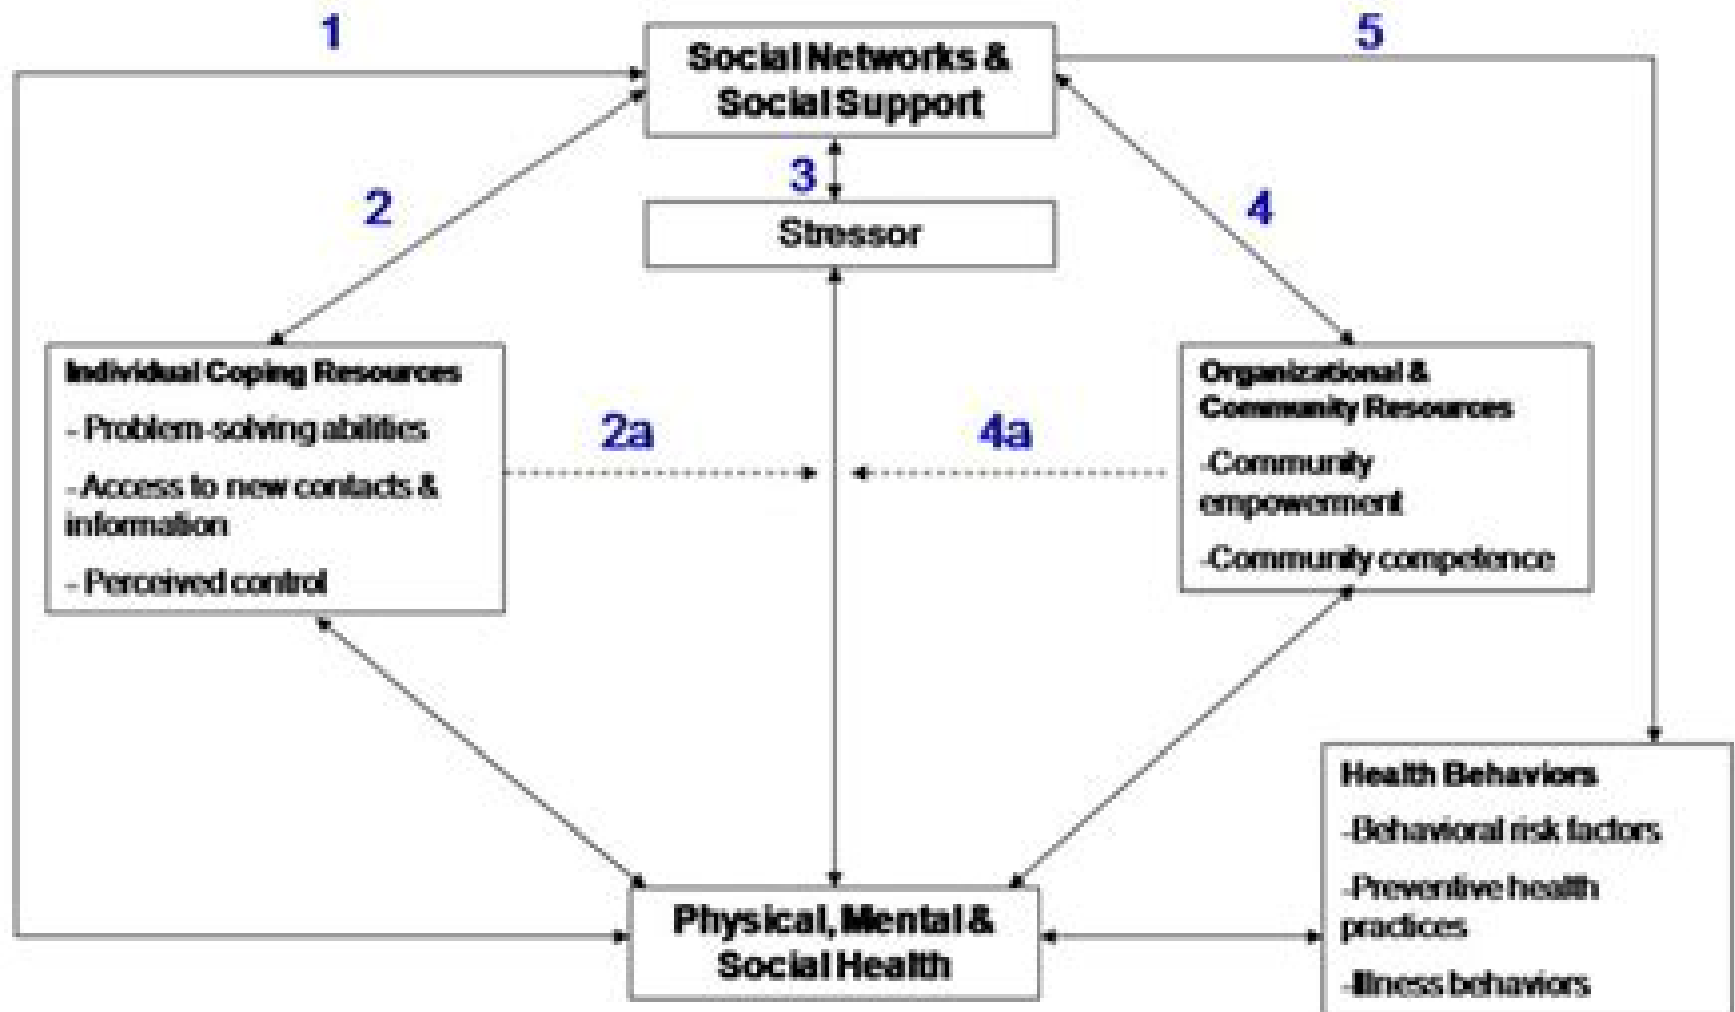 1
5
Social Networks &
Social Support
3
2
4
Stressor
Individual Coping Resources
- Problem-solving abilities
- Access to new contacts &
information
- Perceived control
2a
4a
Organizational &
Community Resources
-Community
empowerment
-Community competence
Health Behaviors
-Behavioral risk factors
-Preventive health
practices
-Illness behaviors
Physical, Mental &
Social Health